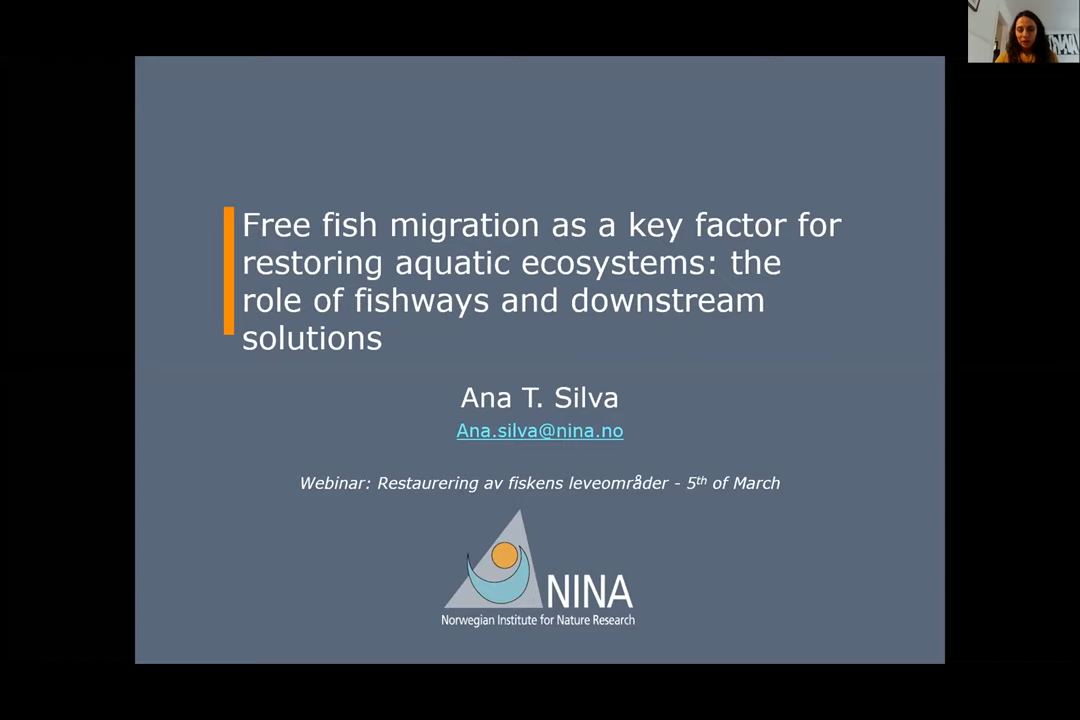 Free fish migration as a key factor for
restoring aquatic ecosystems: the
role of fishways and downstream
solutions
Ana T. Silva
Ana.silva@nina.no
Webinar: Restaurering av fiskens leveområder - 5th of March
NINA
Norwegian Institute for Nature Research